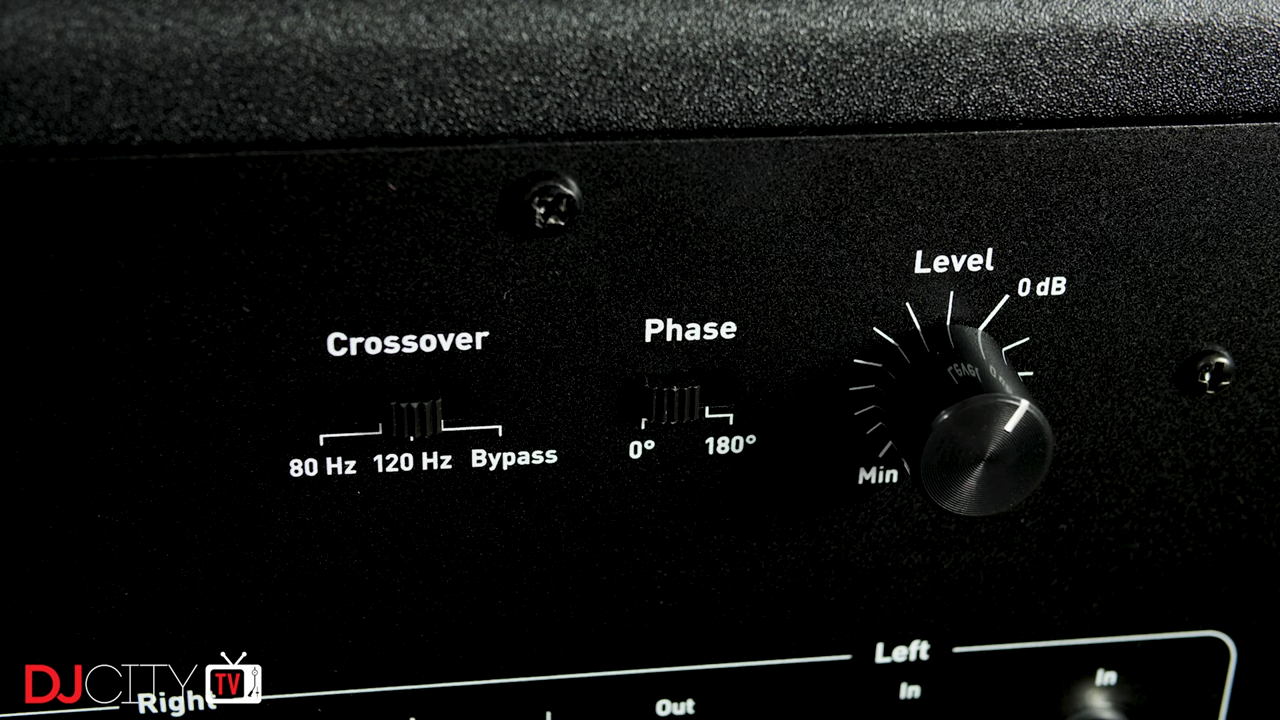 Level
0 dB
Crossover
Phase
80 Hz 120 Hz Bypass
0° 180°
Min
Level
Left
Right
Out
In
In
DJCITY TV